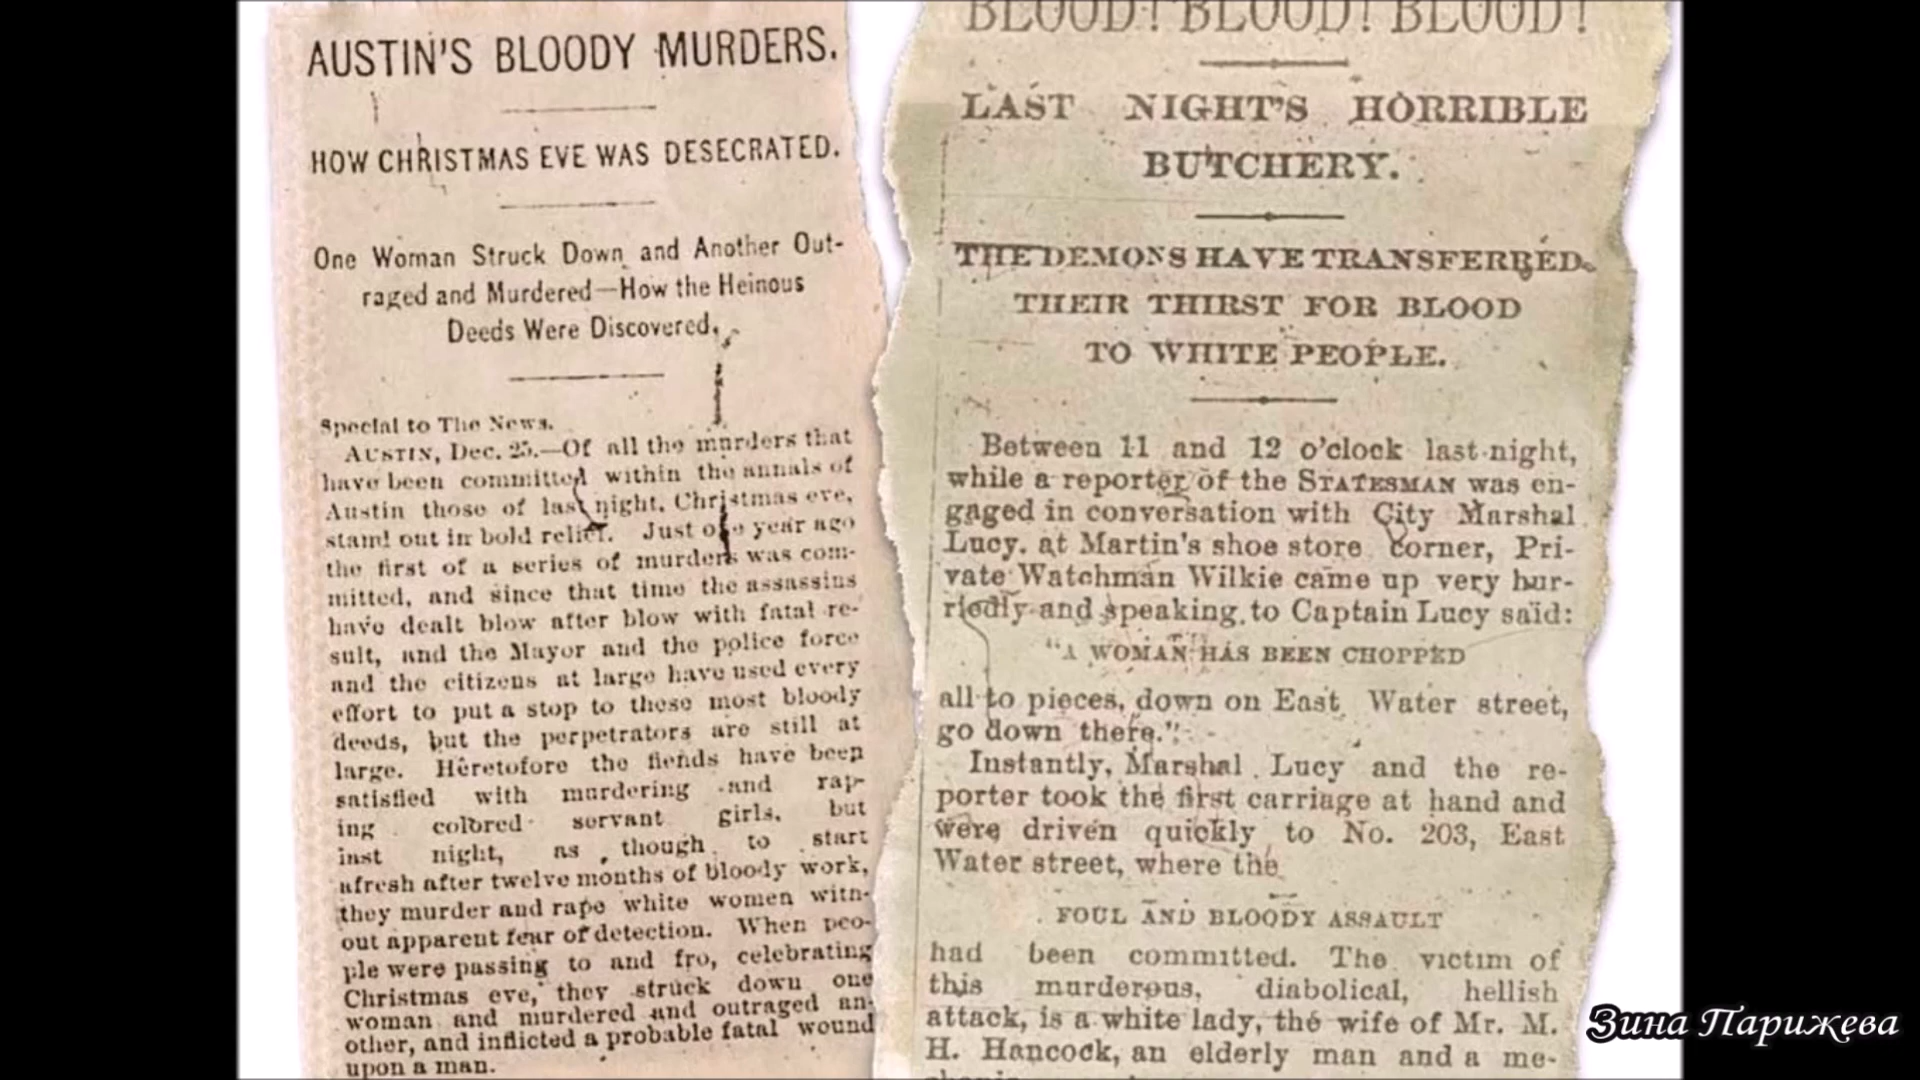 AUSTIN'S BLOODY MURDERS.
HOW CHRISTMAS EVE WAS DESECRATED.
One Woman Struck Down and Another Out-
raged and Murdered—How the Heinous
Deeds Were Discovered.
Special to The News.
AUSTIN, Dec. 25.—Of all the murders that
have been committed within the annals of
Austin those of last night, Christmas eve,
stand out in bold relief. Just one year ago
the first of a series of murders was com-
mitted, and since that time the assassins
have dealt blow after blow with fatal re-
sult, and the Mayor and the police force
and the citizens at large have used every
effort to put a stop to these most bloody
deeds, but the perpetrators are still at
large. Heretofore the fiends have been
satisfied with murdering and rap-
ing colored servant girls, but
last night, as though to start
afresh after twelve months of bloody work,
they murder and rape white women with-
out apparent fear of detection. When peo-
ple were passing to and fro, celebrating
Christmas eve, they struck down one
woman and murdered and outraged an-
other, and inflicted a probable fatal wound
upon a man.
BLOOD! BLOOD! BLOOD!
LAST NIGHT'S HORRIBLE
BUTCHERY.
THE DEMONS HAVE TRANSFERRED
THEIR THIRST FOR BLOOD
TO WHITE PEOPLE.
Between 11 and 12 o'clock last night,
while a reporter of the STATESMAN was en-
gaged in conversation with City Marshal
Lucy, at Martin's shoe store corner, Pri-
vate Watchman Wilkie came up very hur-
riedly and speaking to Captain Lucy said:
"A WOMAN HAS BEEN CHOPPED
all to pieces, down on East Water street,
go down there."
Instantly, Marshal Lucy and the re-
porter took the first carriage at hand and
were driven quickly to No. 203, East
Water street, where the
FOUL AND BLOODY ASSAULT
had been committed. The victim of
this murderous, diabolical, hellish
attack, is a white lady, the wife of Mr. M.
H. Hancock, an elderly man and a me-
Зина Парижева